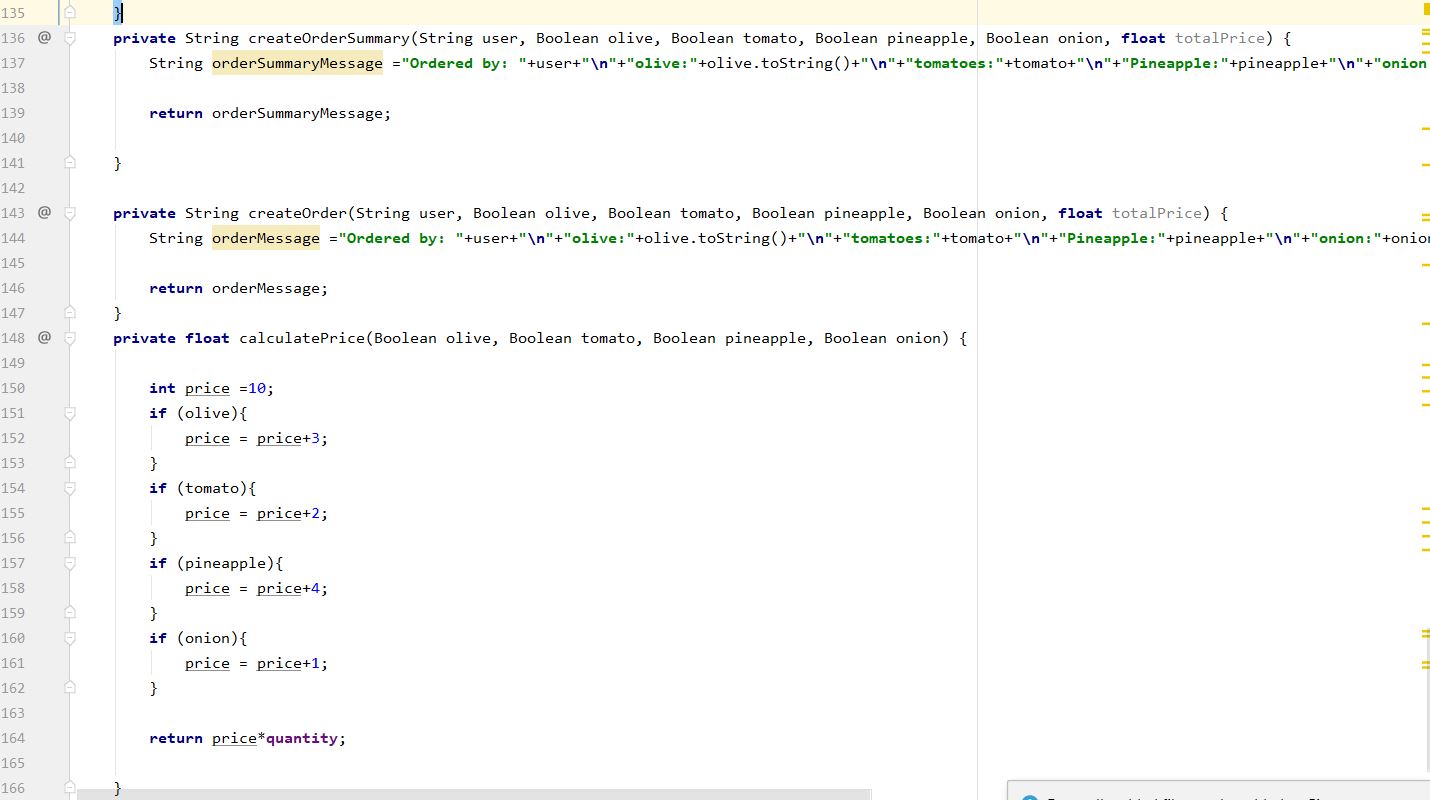 135 }
136 @ private String createOrderSummary(String user, Boolean olive, Boolean tomato, Boolean pineapple, Boolean onion, float totalPrice) {
137 String orderSummaryMessage ="Ordered by: "+user+"\n"+"olive:"+olive.toString()+"\n"+"tomatoes:"+tomato+"\n"+"Pineapple:"+pineapple+"\n"+"onion
138
139 return orderSummaryMessage;
140
141 }
142
143 @ private String createOrder(String user, Boolean olive, Boolean tomato, Boolean pineapple, Boolean onion, float totalPrice) {
144 String orderMessage ="Ordered by: "+user+"\n"+"olive:"+olive.toString()+"\n"+"tomatoes:"+tomato+"\n"+"Pineapple:"+pineapple+"\n"+"onion:"+onion
145
146 return orderMessage;
147 }
148 @ private float calculatePrice(Boolean olive, Boolean tomato, Boolean pineapple, Boolean onion) {
149
150 int price =10;
151 if (olive){
152 price = price+3;
153 }
154 if (tomato){
155 price = price+2;
156 }
157 if (pineapple){
158 price = price+4;
159 }
160 if (onion){
161 price = price+1;
162 }
163
164 return price*quantity;
165
166 }